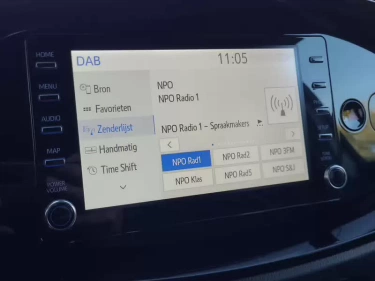 DAB
11:05
HOME
MENU
AUDIO
MAP
POWER
VOLUME
Bron
Favorieten
Zenderlijst
Handmatig
Time Shift
NPO
NPO Radio 1
NPO Radio 1 - Spraakmakers
NPO Rad1
NPO Rad2
NPO 3FM
NPO Klas
NPO Rad5
NPO S&J